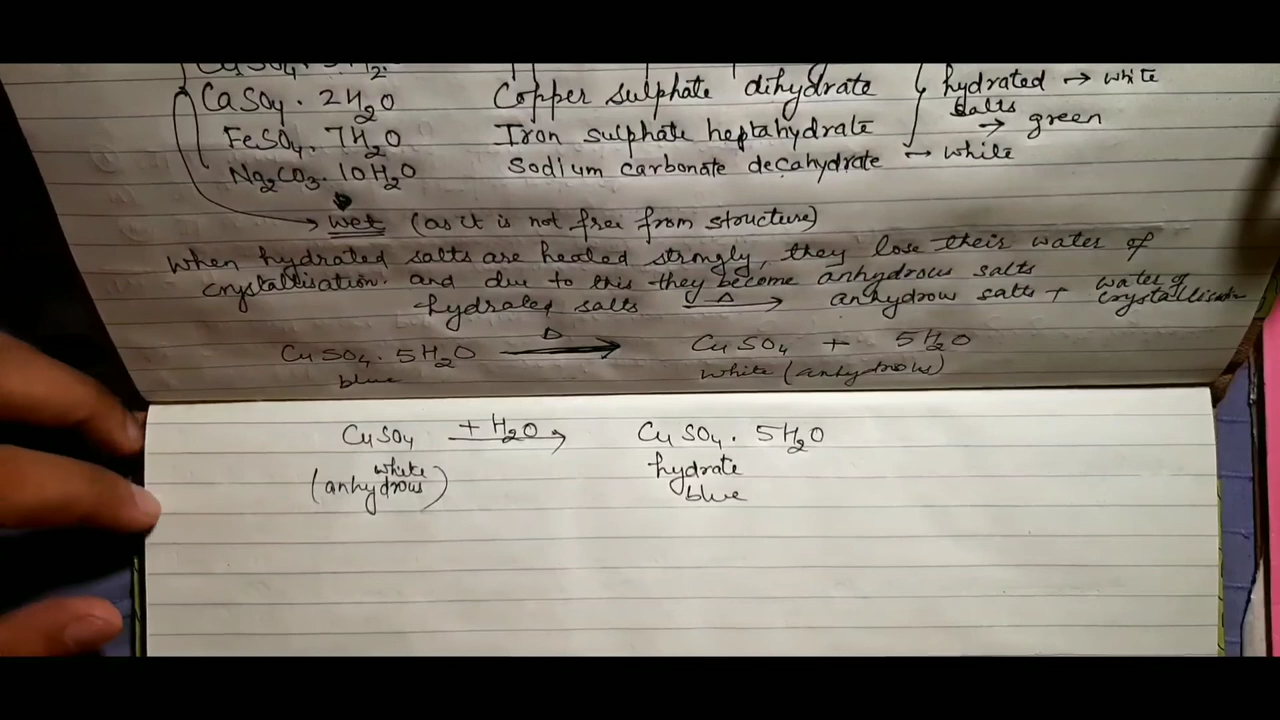 CaSO4 . 2H2O Copper sulphate dihydrate hydrated salts → white
FeSO4 . 7H2O Iron sulphate heptahydrate → green
Na2CO3 . 10H2O Sodium carbonate decahydrate → white
→ wet (as it is not free from structure)
When hydrated salts are heated strongly, they lose their water of
crystallisation. and due to this they become anhydrous salts
hydrated salts Δ→ anhydrow salts + water of crystallisation
CuSO4 . 5H2O Δ→ CuSO4 + 5H2O
blue white (anhydrous)
CuSO4 + H2O→ CuSO4 . 5H2O
white hydrate
(anhydrous) blue